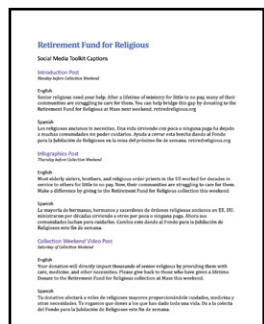 Retirement Fund for Religious
Social Media Toolkit Captions
Introduction Post
Monday before Collection Weekend
English
Senior religious need your help. After a lifetime of ministry for little to no pay, many of their
communities are struggling to care for them. You can help bridge this gap by donating to the
Retirement Fund for Religious at Mass next weekend. retiredreligious.org
Spanish
Los religiosos ancianos te necesitan. Una vida sirviendo con poca o ninguna paga ha dejado
a muchas comunidades sin poder cuidarlos. Ayuda a cerrar esta brecha dando al Fondo
para la Jubilación de Religiosos en la misa del próximo fin de semana. retiredreligious.org
Infographics Post
Thursday before Collection Weekend
English
Most elderly sisters, brothers, and religious order priests in the US worked for decades in
service to others for little to no pay. Now, their communities are struggling to care for them.
Make a difference by giving to the Retirement Fund for Religious collection this weekend.
Spanish
La mayoría de hermanas, hermanos y sacerdotes de órdenes religiosas ancianos en EE. UU.
ministraron por décadas sirviendo a otros por poca o ninguna paga. Ahora sus
comunidades luchan para cuidarlos. Cambia esto dando al Fondo para la Jubilación de
Religiosos este fin de semana.
Collection Weekend Video Post
Saturday of Collection Weekend
English
Your donation will directly impact thousands of senior religious by providing them with
care, medicine, and other necessities. Please give back to those who have given a lifetime.
Donate to the Retirement Fund for Religious collection at Mass this weekend.
Spanish
Tu donativo afectará a miles de religiosos mayores proporcionándoles cuidados, medicina y
otras necesidades. Te rogamos que dones a los que han dado toda una vida. Da a la colecta
del Fondo para la Jubilación de Religiosos este fin de semana.